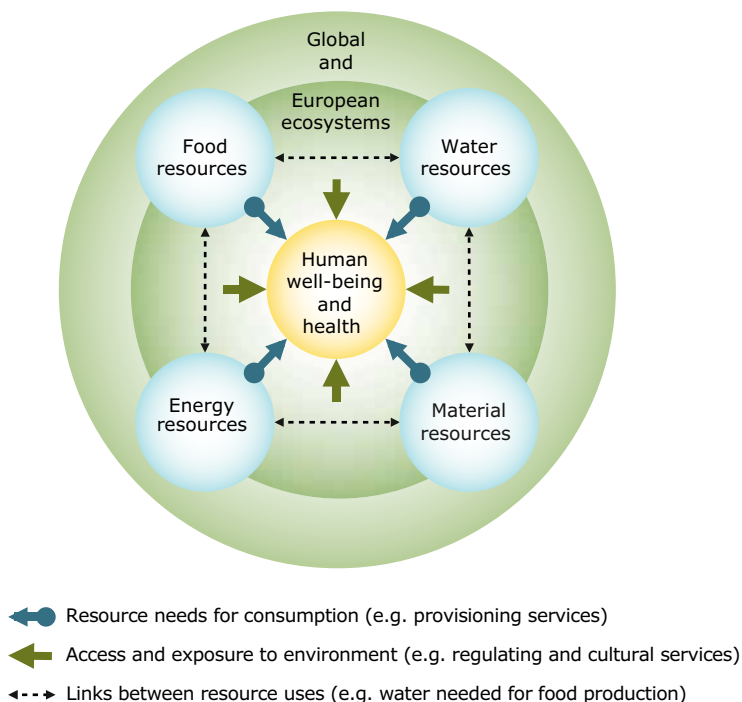 Global
and
European
ecosystems
Food
resources
Water
resources
Human
well-being
and
health
Energy
resources
Material
resources
Resource needs for consumption (e.g. provisioning services)
Access and exposure to environment (e.g. regulating and cultural services)
Links between resource uses (e.g. water needed for food production)